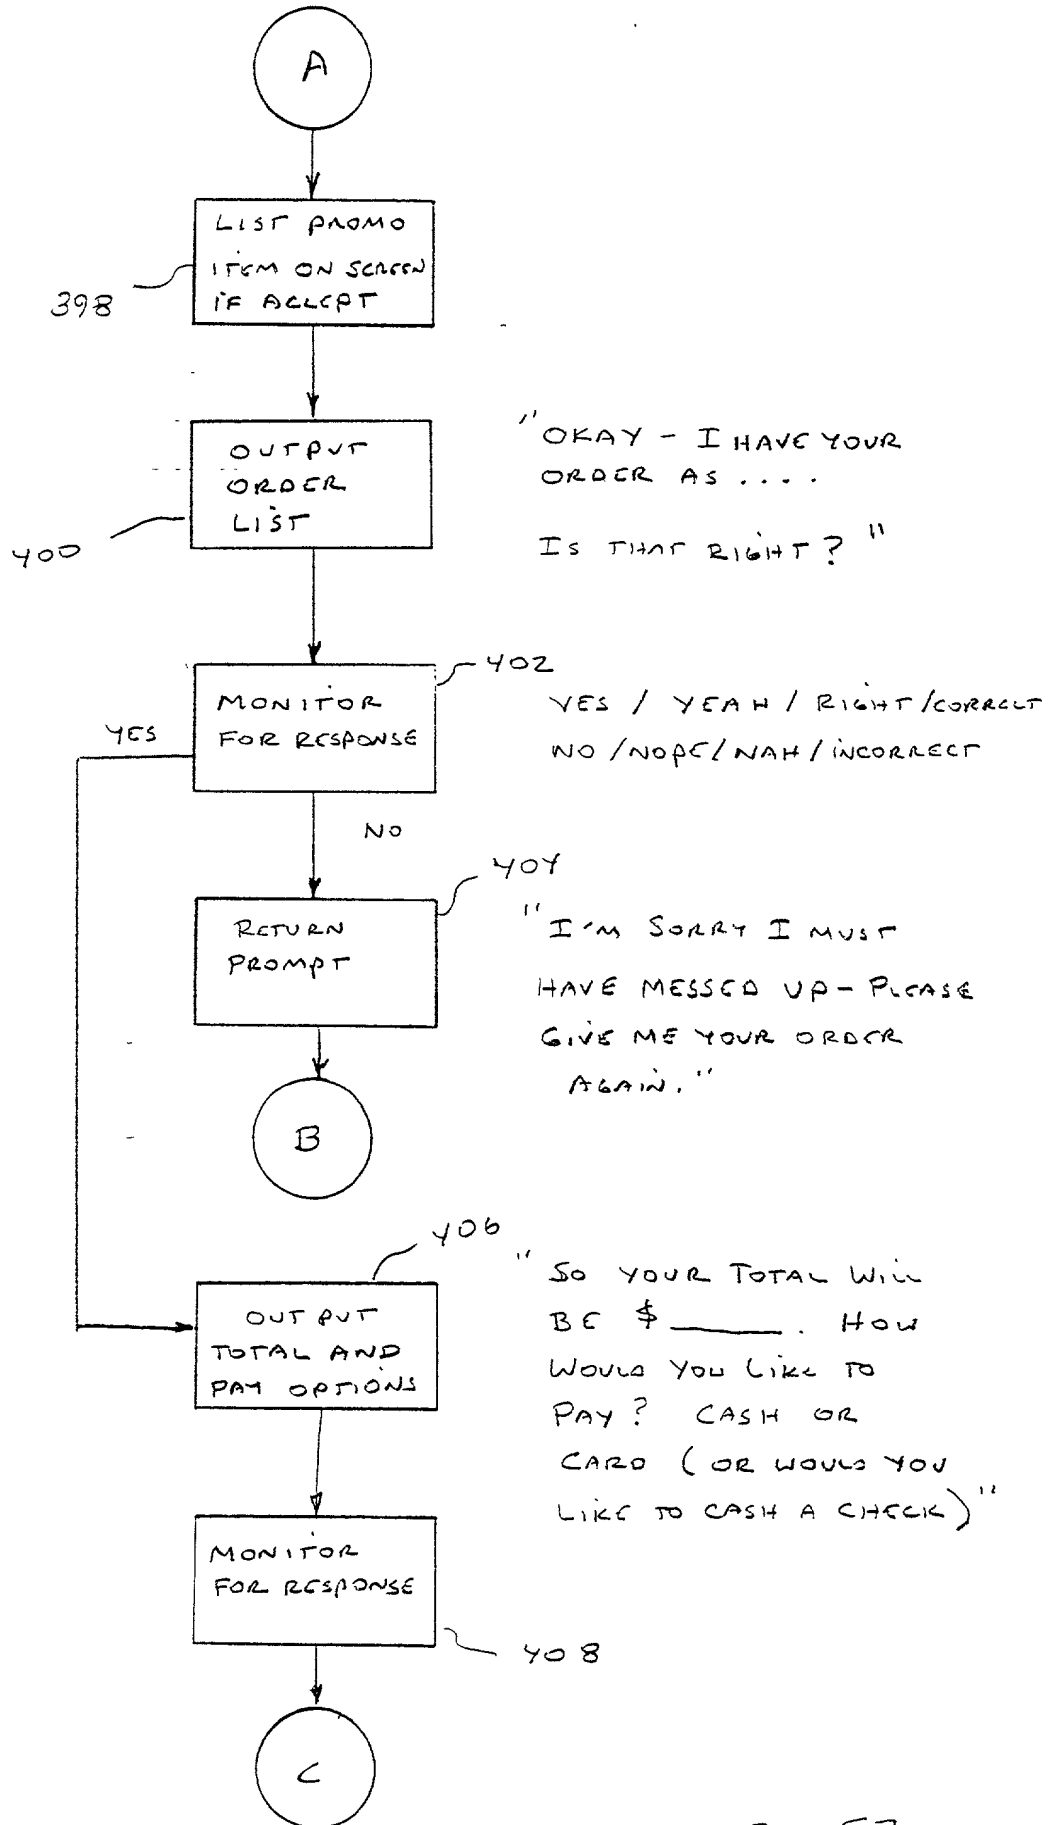 A
LIST PROMO
ITEM ON SCREEN
IF ACCEPT
398
OUTPUT
ORDER
LIST
400
"OKAY - I HAVE YOUR
ORDER AS ....
IS THAT RIGHT? "
402
MONITOR
FOR RESPONSE
YES / YEAH / RIGHT / CORRECT
NO / NOPE / NAH / INCORRECT
YES
NO
404
RETURN
PROMPT
"I'M SORRY I MUST
HAVE MESSED UP - PLEASE
GIVE ME YOUR ORDER
AGAIN."
B
406
OUTPUT
TOTAL AND
PAY OPTIONS
"SO YOUR TOTAL WILL
BE $ ______. HOW
WOULD YOU LIKE TO
PAY? CASH OR
CARD (OR WOULD YOU
LIKE TO CASH A CHECK)"
MONITOR
FOR RESPONSE
408
C